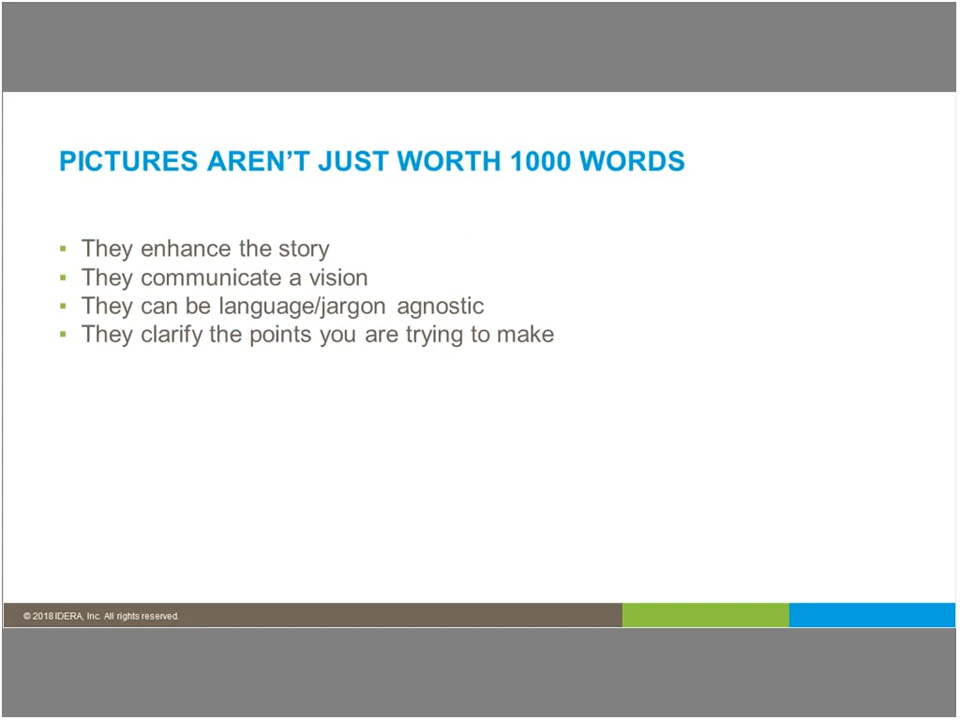 PICTURES AREN’T JUST WORTH 1000 WORDS
▪ They enhance the story
▪ They communicate a vision
▪ They can be language/jargon agnostic
▪ They clarify the points you are trying to make
© 2018 IDERA, Inc. All rights reserved.